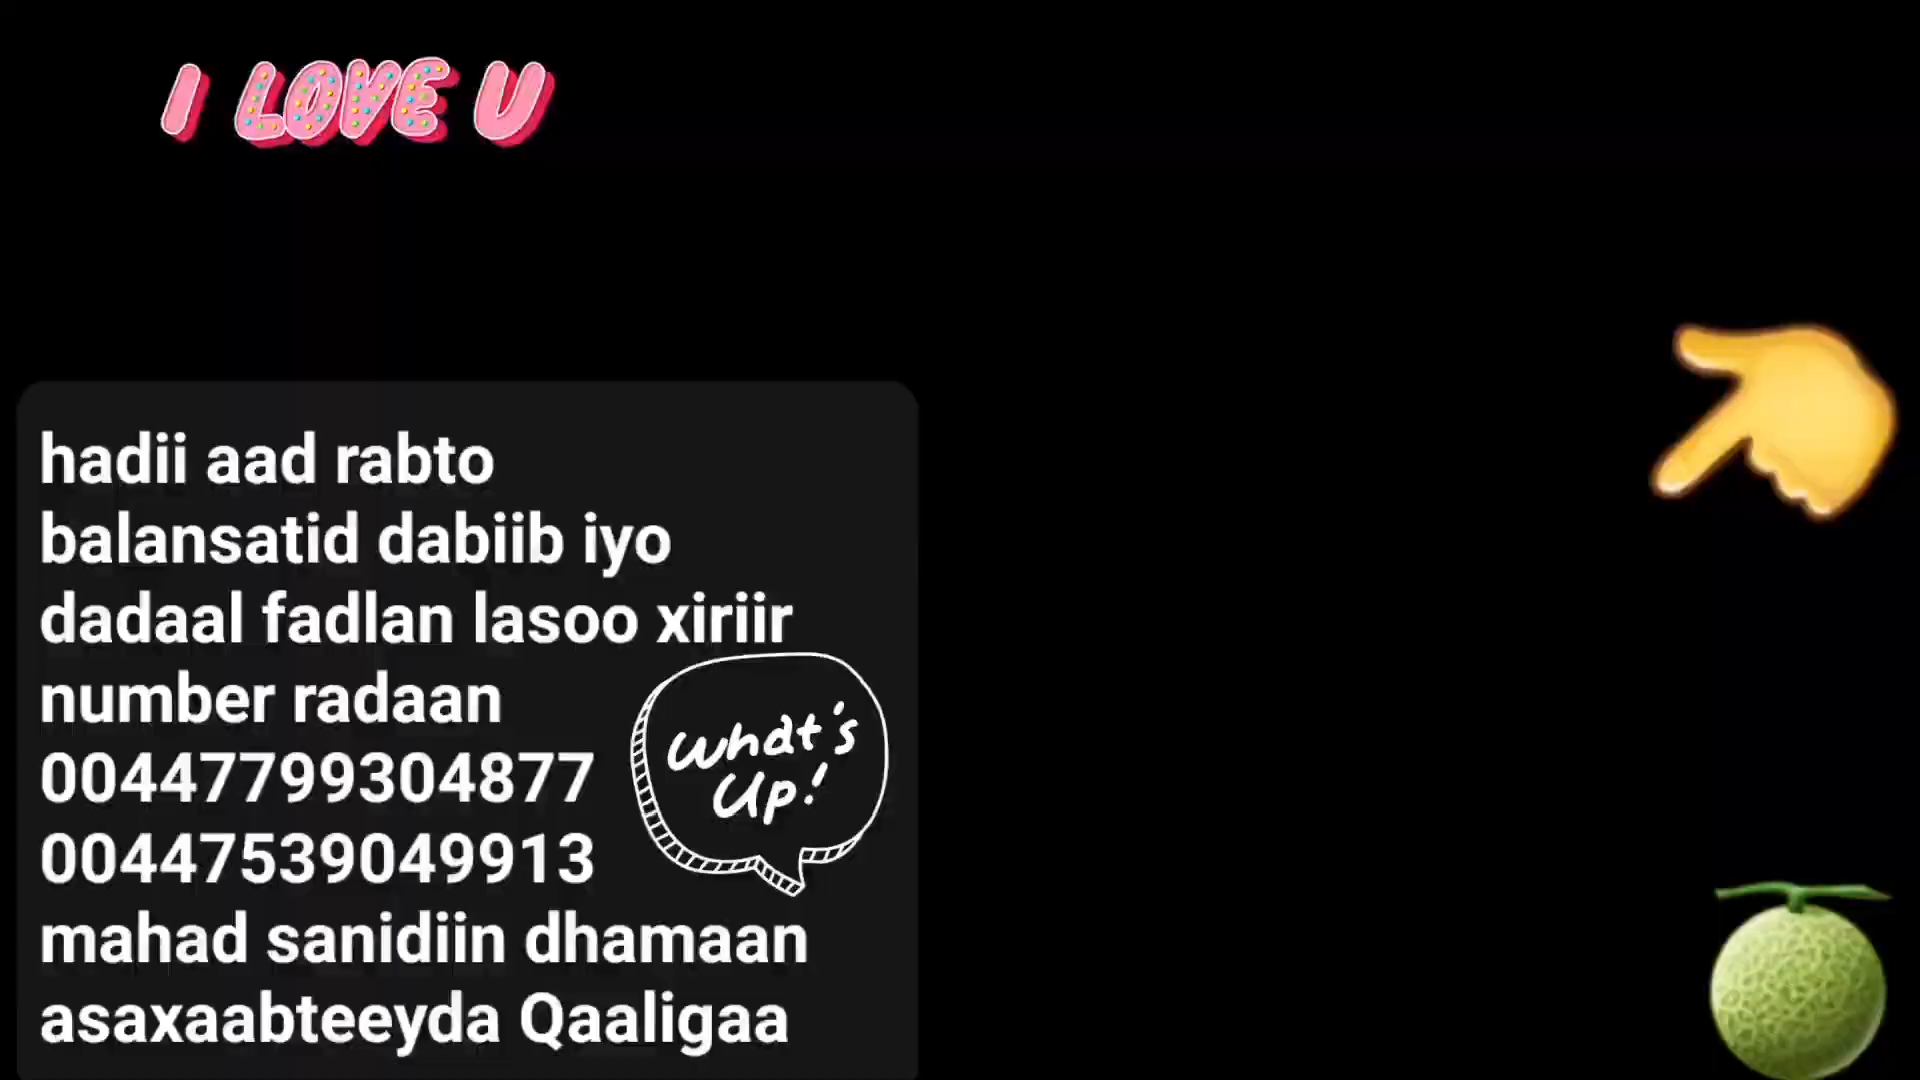 I LOVE U
hadii aad rabto
balansatid dabiib iyo
dadaal fadlan lasoo xiriir
number radaan
00447799304877
00447539049913
mahad sanidiin dhamaan
asaxaabteeyda Qaaligaa
What's
Up!